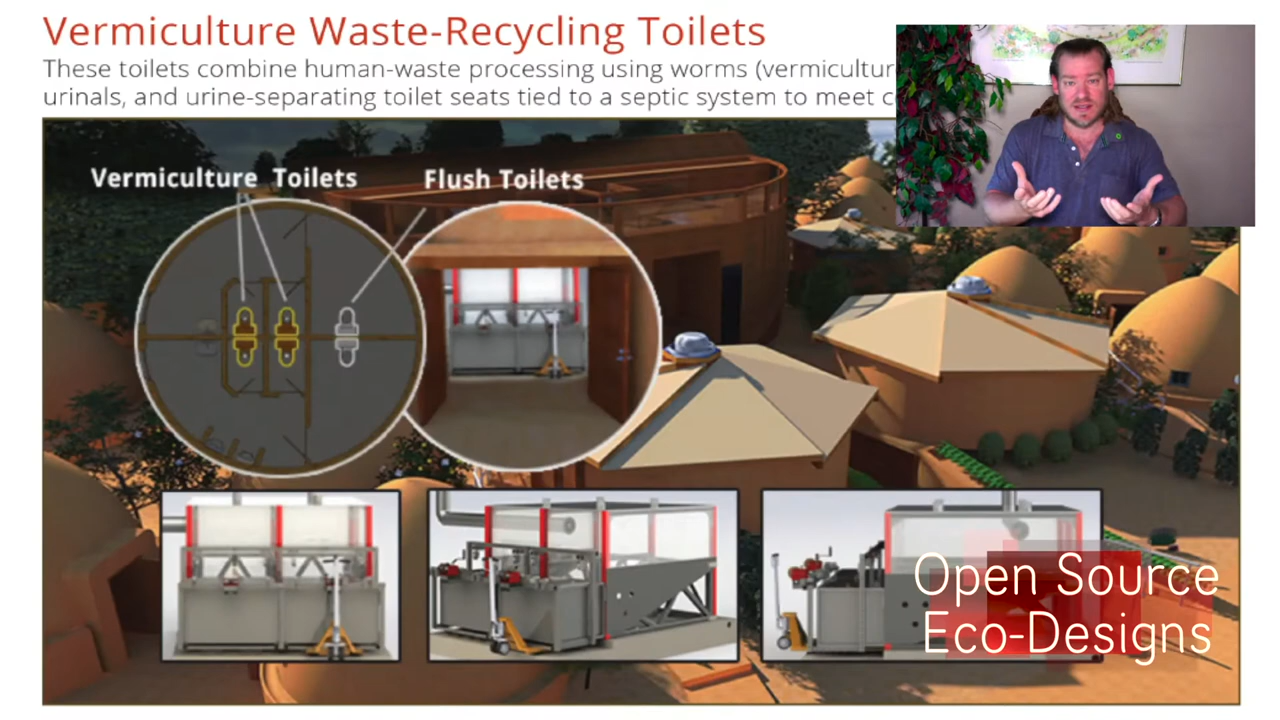 Vermiculture Waste-Recycling Toilets
These toilets combine human-waste processing using worms
urinals, and urine-separating toilet seats tied to a septic system to meet
Vermiculture Toilets
Flush Toilets
Open Source
Eco-Designs